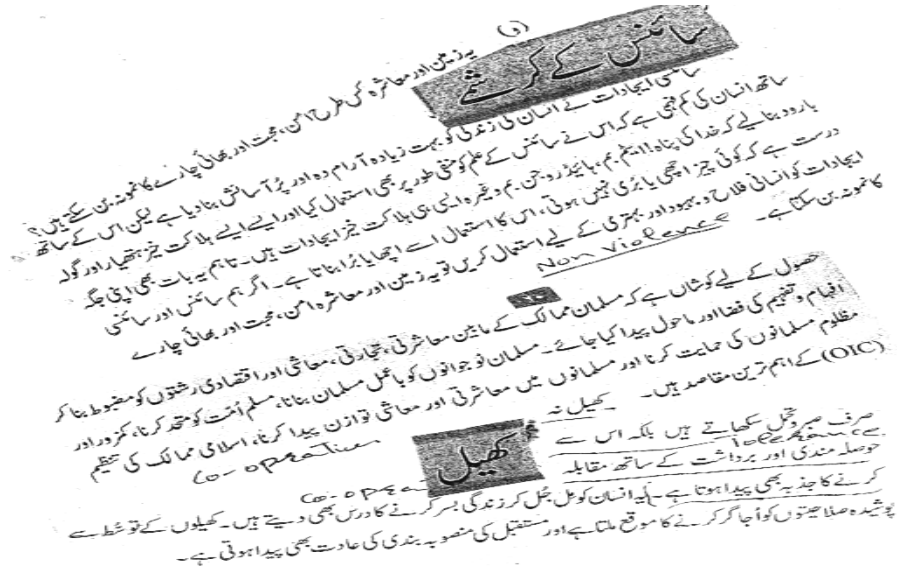 (و) یہ زمین اور معاشرہ کس طرح امن، محبت اور بھائی چارے کا نمونہ بن سکتے ہیں؟
سائنس کے کرشمے
سائنسی ایجادات نے انسان کی زندگی کو بہت زیادہ آرام دہ اور پُر آسائش بنا دیا ہے لیکن اس کے ساتھ
ساتھ انسان کی کم فہمی ہے کہ اس نے سائنس کے علم کو منفی طور پر بھی استعمال کیا اور ایسے ایسے ہلاکت خیز ہتھیار اور گولہ
بارود بنا لیے کہ خدا کی پناہ! ایٹم بم، ہائیڈروجن بم وغیرہ ایسی ہی ہلاکت خیز ایجادات ہیں۔ تاہم یہ بات بھی اپنی جگہ
درست ہے کہ کوئی چیز اچھی یا بُری نہیں ہوتی، اس کا استعمال اسے اچھا یا بُرا بناتا ہے۔ اگر ہم سائنس اور سائنسی
ایجادات کو انسانی فلاح و بہبود اور بہتری کے لیے استعمال کریں تو یہ زمین اور معاشرہ امن، محبت اور بھائی چارے
کا نمونہ بن سکتا ہے۔
Non Violence
حصول کے لیے کوشاں ہے کہ مسلمان ممالک کے مابین معاشرتی، تجارتی، معاشی اور اقتصادی رشتوں کو مضبوط بنا کر
افہام و تفہیم کی فضا اور ماحول پیدا کیا جائے۔ مسلمان نوجوانوں کو باعمل مسلمان بنانا، مسلم اُمّت کو متحد کرنا، کمزور اور
مظلوم مسلمانوں کی حمایت کرنا اور مسلمانوں میں معاشرتی اور معاشی توازن پیدا کرنا، اسلامی ممالک کی تنظیم
(OIC) کے اہم ترین مقاصد ہیں۔
Co-opration
کھیل
کھیل نہ
صرف صبر و تحمل سکھاتے ہیں بلکہ اس سے
حوصلہ مندی اور برداشت کے ساتھ مقابلہ
کرنے کا جذبہ بھی پیدا ہوتا ہے۔ یہ انسان کو مل جُل کر زندگی بسر کرنے کا درس بھی دیتے ہیں۔ کھیلوں کے توسّط سے
پوشیدہ صلاحیتوں کو اُجاگر کرنے کا موقع ملتا ہے اور مستقبل کی منصوبہ بندی کی عادت بھی پیدا ہوتی ہے۔